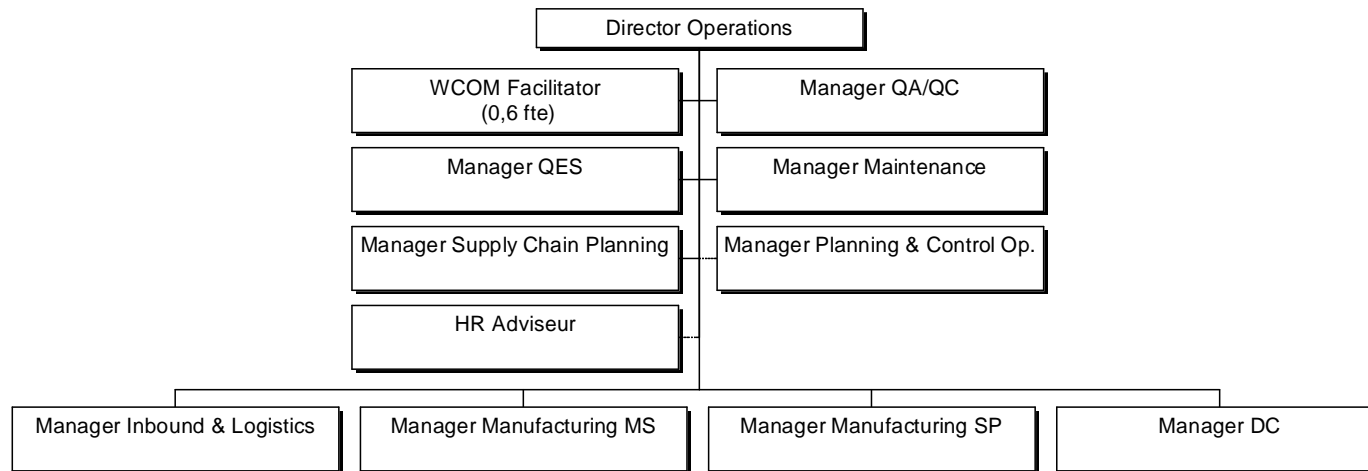 Director Operations
WCOM Facilitator
(0,6 fte)
Manager QA/QC
Manager QES
Manager Maintenance
Manager Supply Chain Planning
Manager Planning & Control Op.
HR Adviseur
Manager Inbound & Logistics
Manager Manufacturing MS
Manager Manufacturing SP
Manager DC